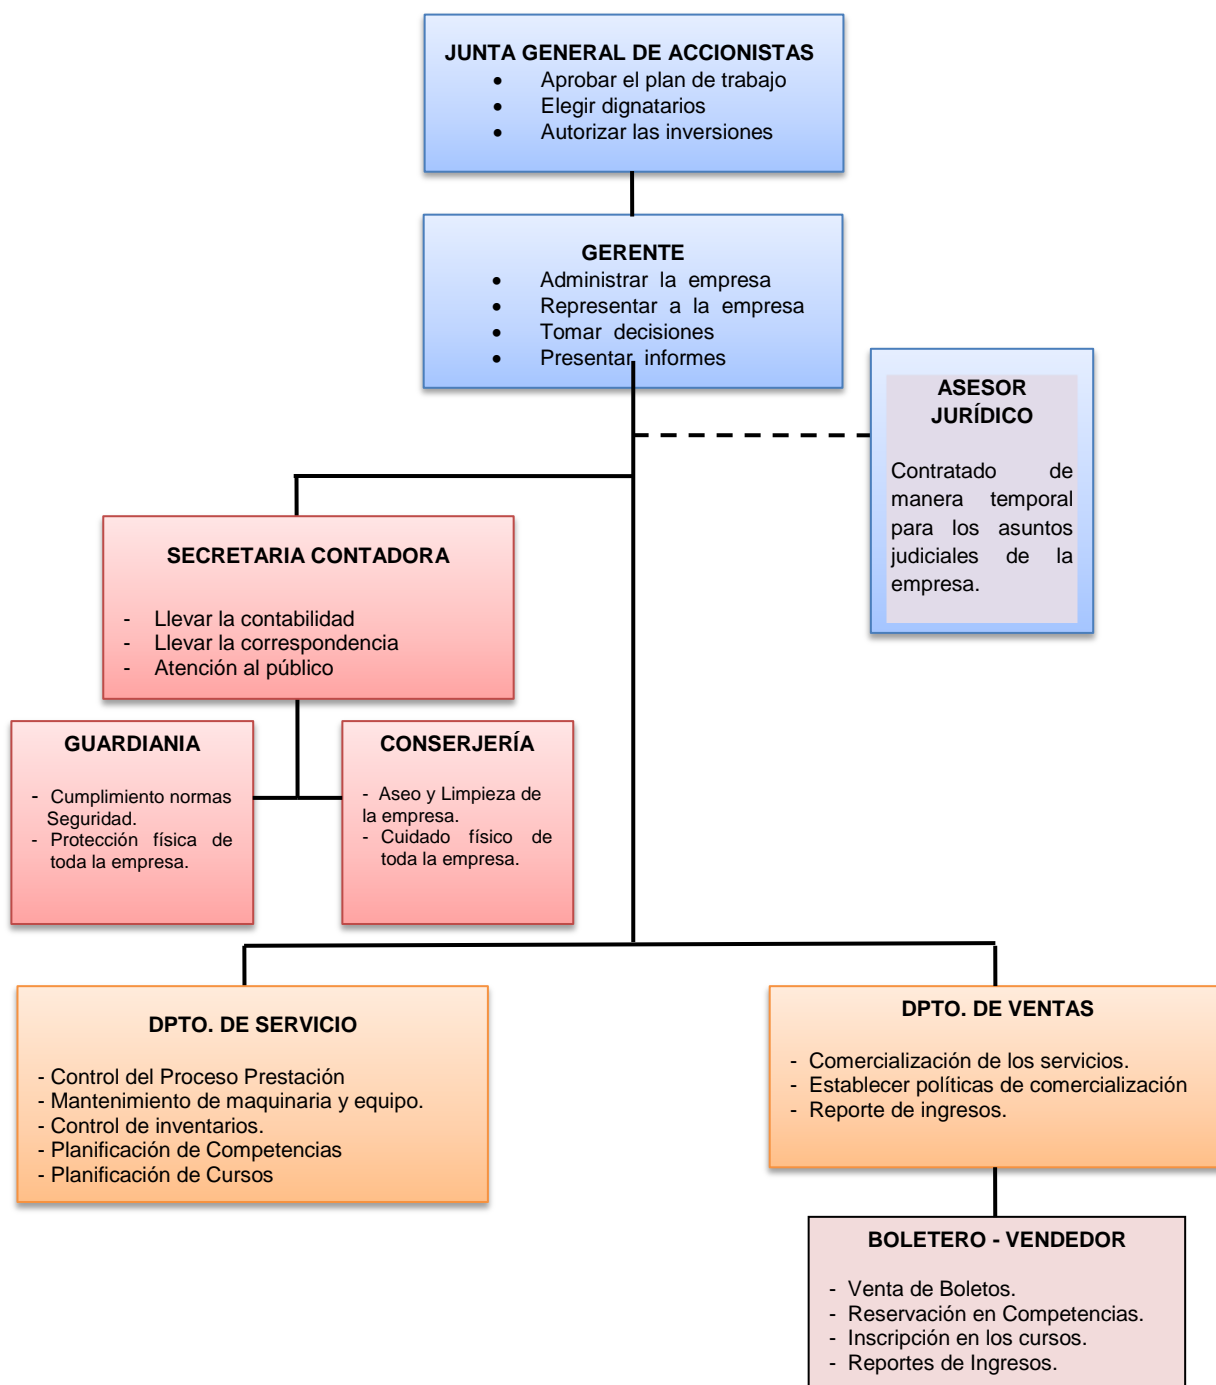 JUNTA GENERAL DE ACCIONISTAS
• Aprobar el plan de trabajo
• Elegir dignatarios
• Autorizar las inversiones
GERENTE
• Administrar la empresa
• Representar a la empresa
• Tomar decisiones
• Presentar informes
ASESOR
JURÍDICO
Contratado de
manera temporal
para los asuntos
judiciales de la
empresa.
SECRETARIA CONTADORA
- Llevar la contabilidad
- Llevar la correspondencia
- Atención al público
GUARDIANIA
- Cumplimiento normas
Seguridad.
- Protección física de
toda la empresa.
CONSERJERÍA
- Aseo y Limpieza de
la empresa.
- Cuidado físico de
toda la empresa.
DPTO. DE SERVICIO
- Control del Proceso Prestación
- Mantenimiento de maquinaria y equipo.
- Control de inventarios.
- Planificación de Competencias
- Planificación de Cursos
DPTO. DE VENTAS
- Comercialización de los servicios.
- Establecer políticas de comercialización
- Reporte de ingresos.
BOLETERO - VENDEDOR
- Venta de Boletos.
- Reservación en Competencias.
- Inscripción en los cursos.
- Reportes de Ingresos.